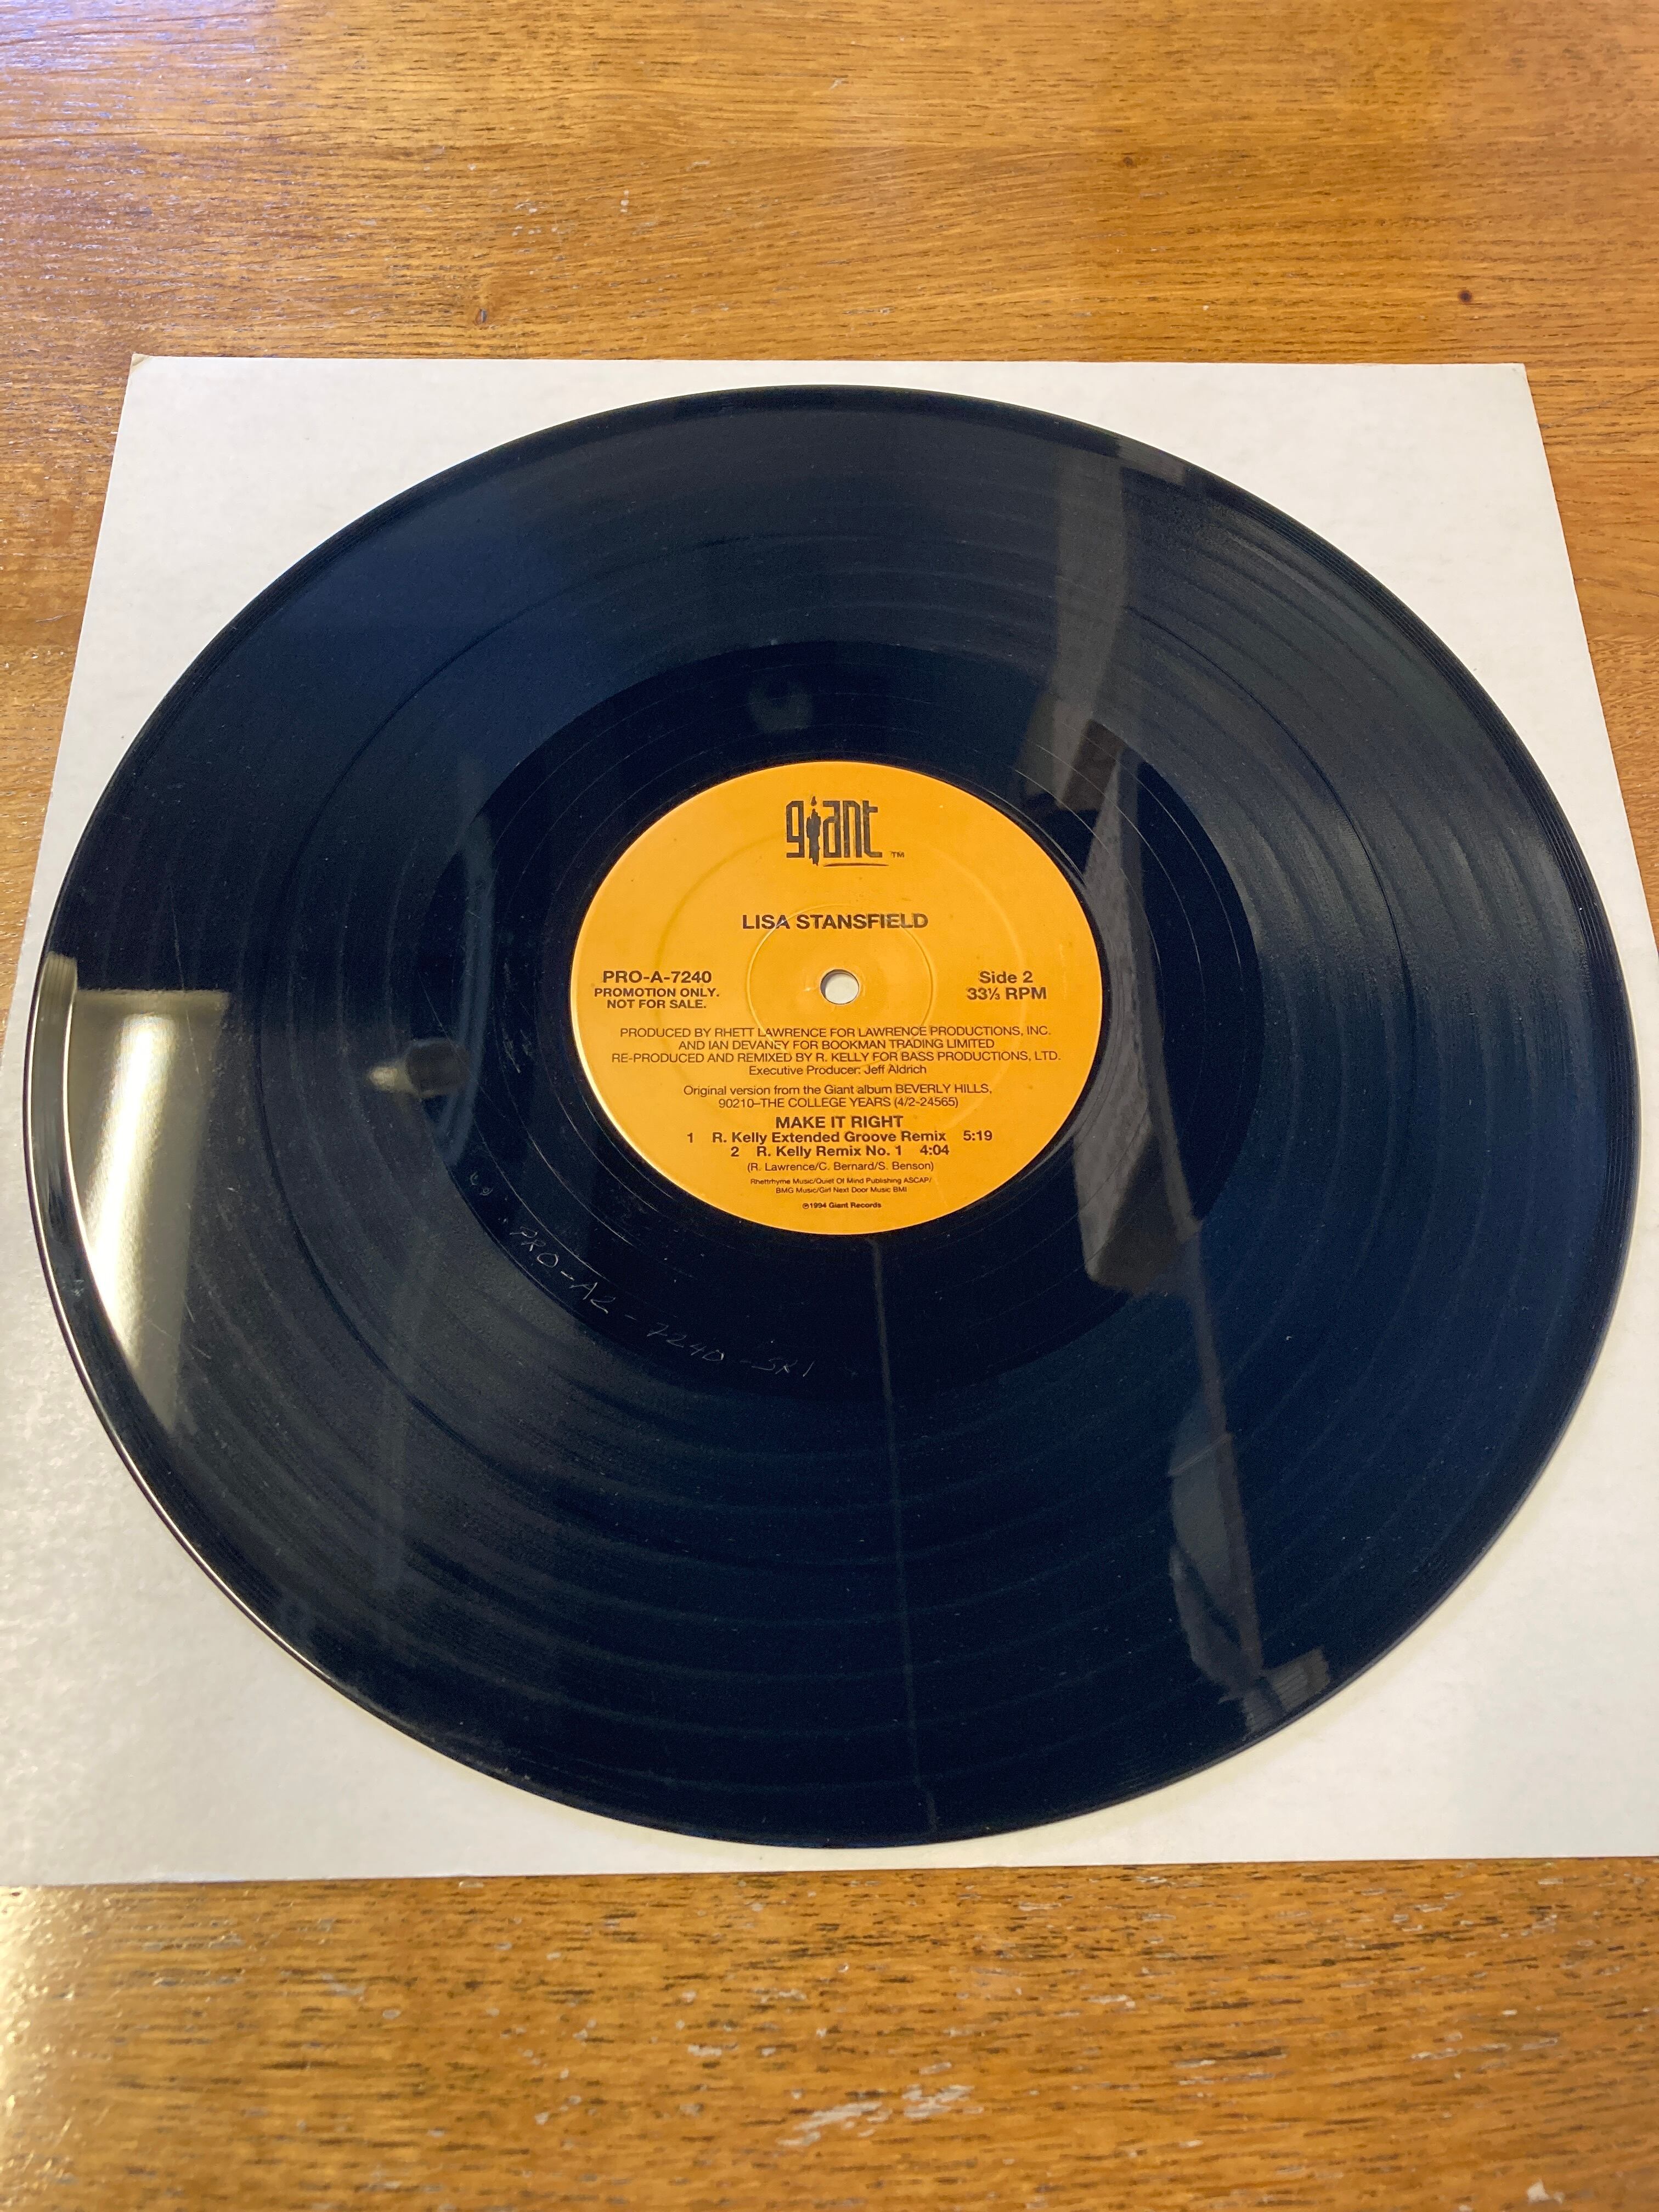 giant ™
LISA STANSFIELD
PRO-A-7240
PROMOTION ONLY.
NOT FOR SALE.
Side 2
33⅓ RPM
PRODUCED BY RHETT LAWRENCE FOR LAWRENCE PRODUCTIONS, INC.
AND IAN DEVANEY FOR BOOKMAN TRADING LIMITED
RE-PRODUCED AND REMIXED BY R. KELLY FOR BASS PRODUCTIONS, LTD.
Executive Producer: Jeff Aldrich
Original version from the Giant album BEVERLY HILLS,
90210–THE COLLEGE YEARS (4/2-24565)
MAKE IT RIGHT
1 R. Kelly Extended Groove Remix 5:19
2 R. Kelly Remix No. 1 4:04
(R. Lawrence/C. Bernard/S. Benson)
Rhettrhyme Music/Quiet Of Mind Publishing ASCAP/
BMG Music/Girl Next Door Music BMI
℗1994 Giant Records
PRO-A2-7240-SR1